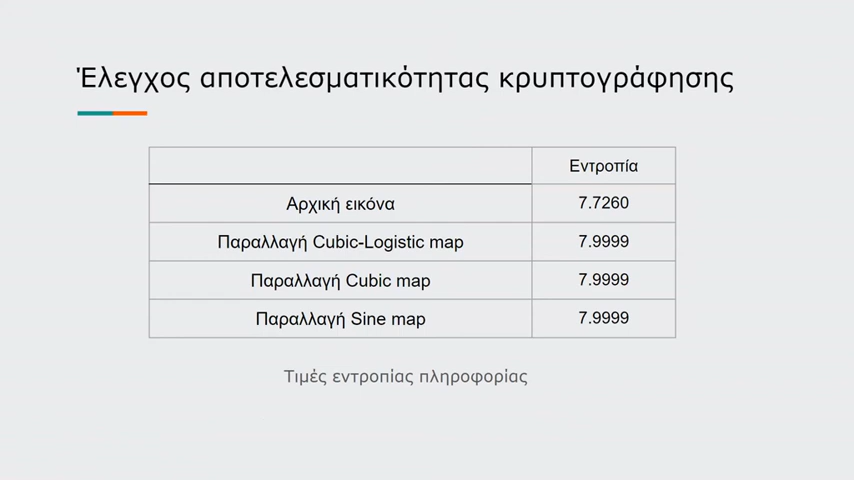 Έλεγχος αποτελεσματικότητας κρυπτογράφησης
Εντροπία
Αρχική εικόνα 7.7260
Παραλλαγή Cubic-Logistic map 7.9999
Παραλλαγή Cubic map 7.9999
Παραλλαγή Sine map 7.9999
Τιμές εντροπίας πληροφορίας